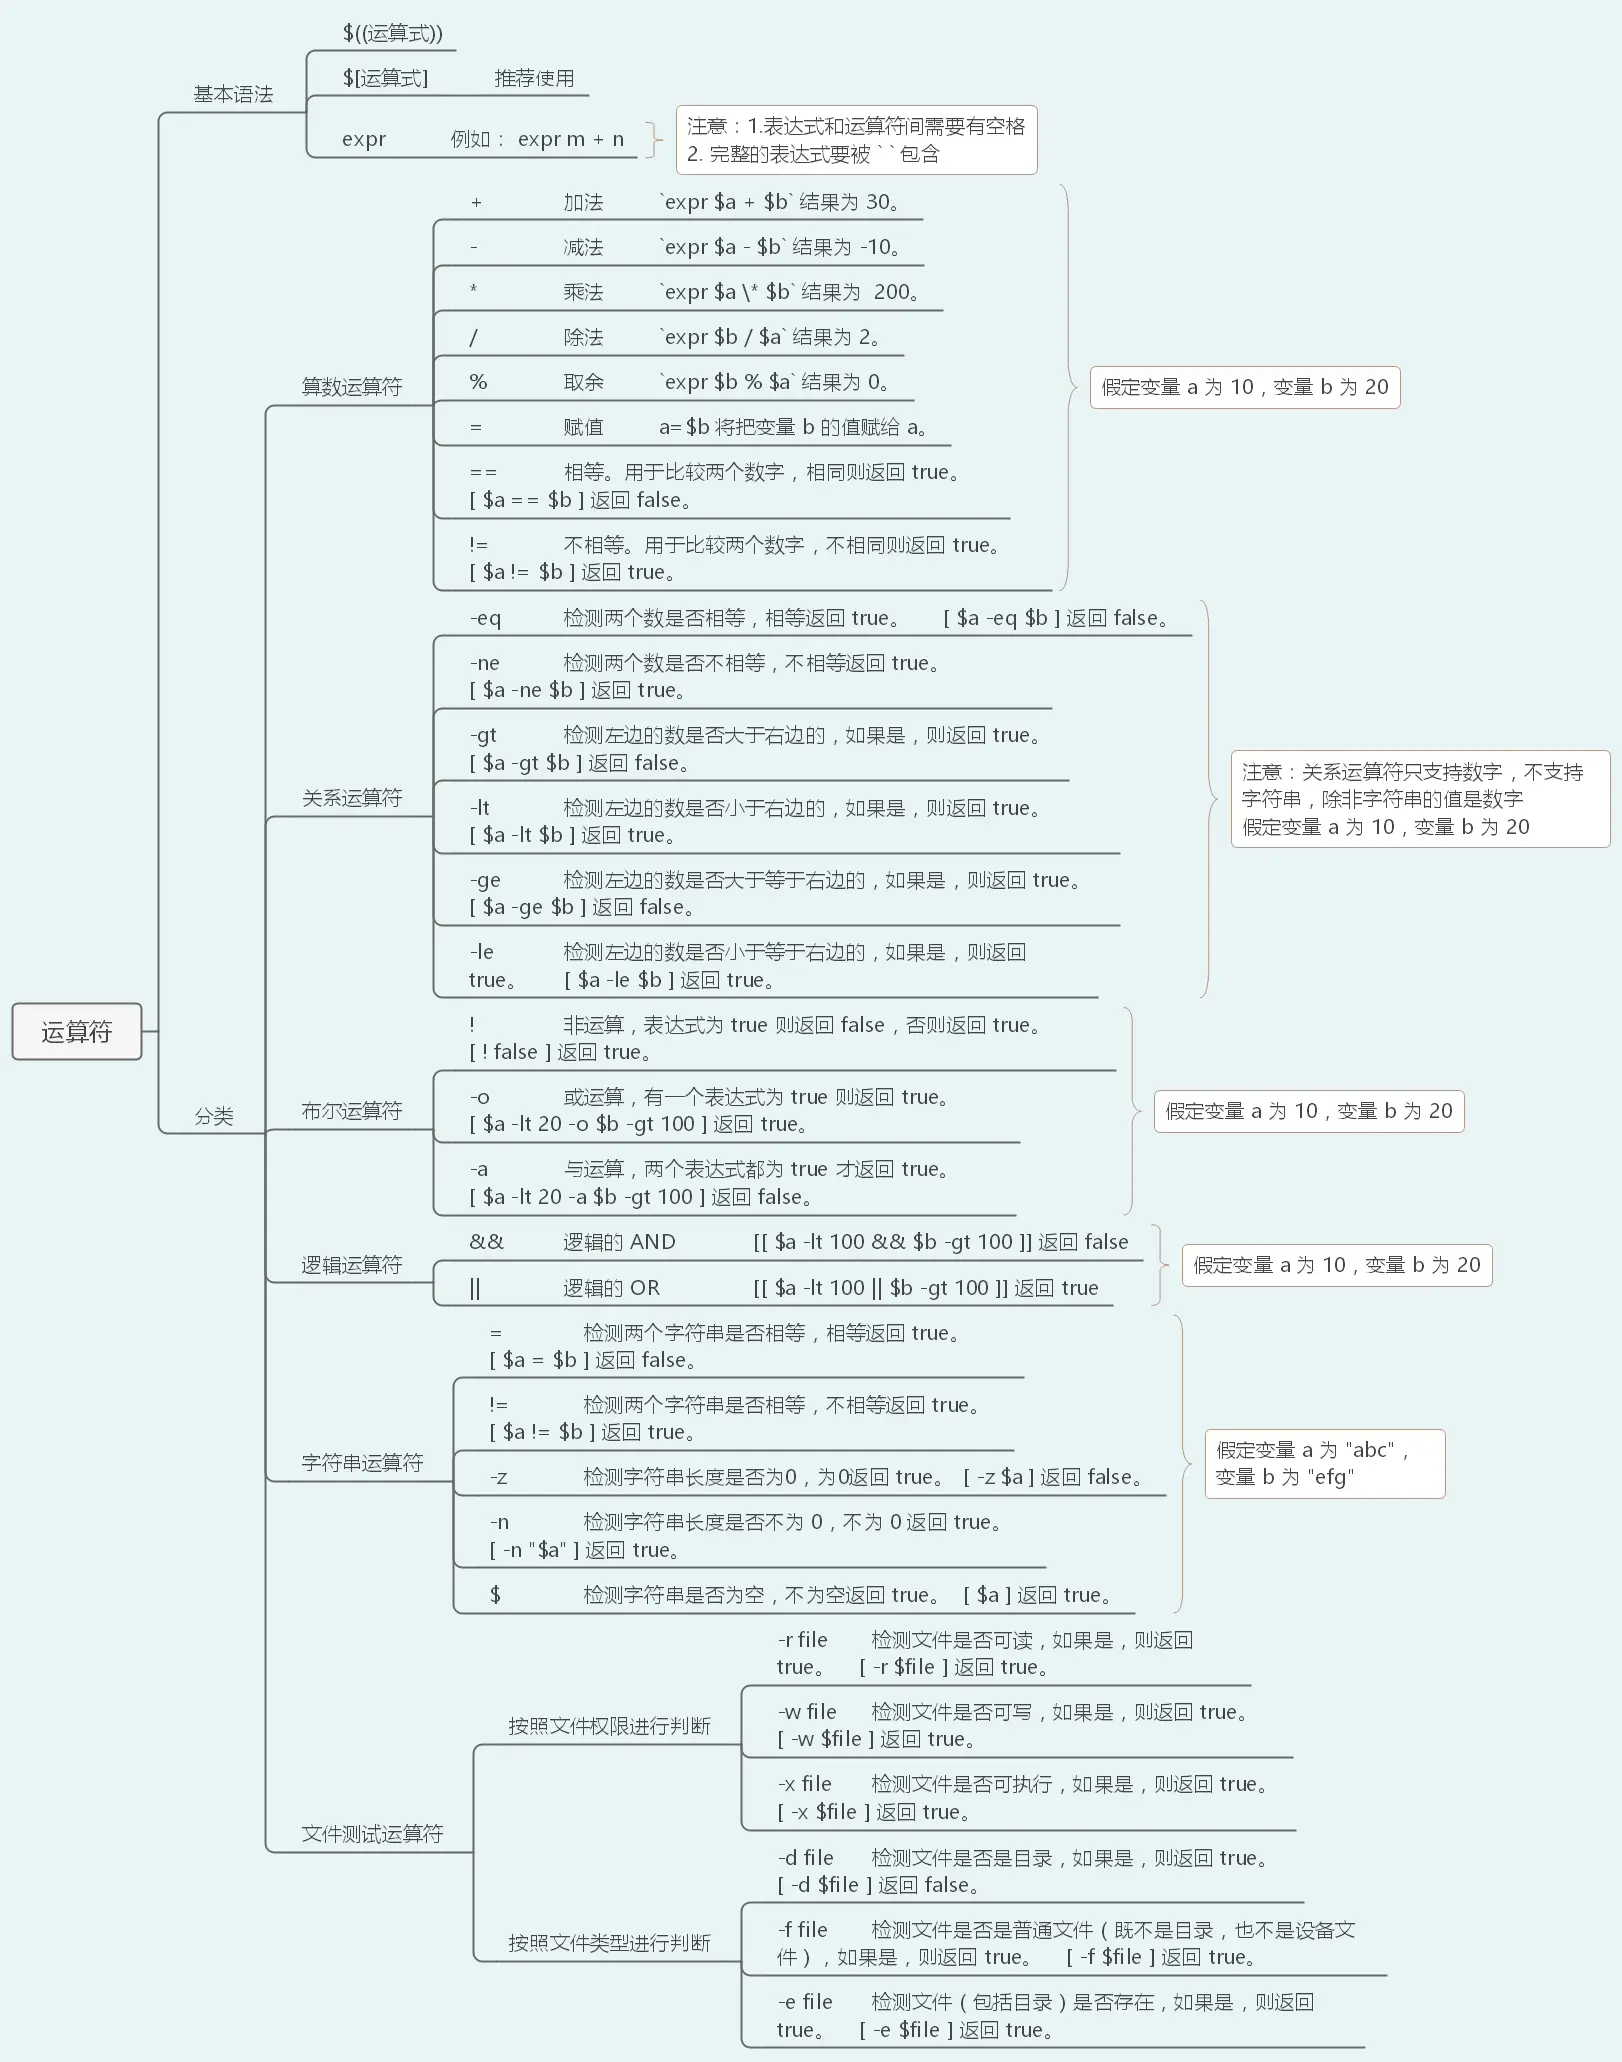 运算符
基本语法
$((运算式))
$[运算式] 推荐使用
expr 例如： expr m + n
注意：1.表达式和运算符间需要有空格
2. 完整的表达式要被 ` ` 包含
分类
算数运算符
+ 加法 `expr $a + $b` 结果为 30。
- 减法 `expr $a - $b` 结果为 -10。
* 乘法 `expr $a \* $b` 结果为 200。
/ 除法 `expr $b / $a` 结果为 2。
% 取余 `expr $b % $a` 结果为 0。
= 赋值 a=$b 将把变量 b 的值赋给 a。
== 相等。用于比较两个数字，相同则返回 true。
[ $a == $b ] 返回 false。
!= 不相等。用于比较两个数字，不相同则返回 true。
[ $a != $b ] 返回 true。
假定变量 a 为 10，变量 b 为 20
关系运算符
-eq 检测两个数是否相等，相等返回 true。 [ $a -eq $b ] 返回 false。
-ne 检测两个数是否不相等，不相等返回 true。
[ $a -ne $b ] 返回 true。
-gt 检测左边的数是否大于右边的，如果是，则返回 true。
[ $a -gt $b ] 返回 false。
-lt 检测左边的数是否小于右边的，如果是，则返回 true。
[ $a -lt $b ] 返回 true。
-ge 检测左边的数是否大于等于右边的，如果是，则返回 true。
[ $a -ge $b ] 返回 false。
-le 检测左边的数是否小于等于右边的，如果是，则返回
true。 [ $a -le $b ] 返回 true。
注意：关系运算符只支持数字，不支持
字符串，除非字符串的值是数字
假定变量 a 为 10，变量 b 为 20
布尔运算符
! 非运算，表达式为 true 则返回 false，否则返回 true。
[ ! false ] 返回 true。
-o 或运算，有一个表达式为 true 则返回 true。
[ $a -lt 20 -o $b -gt 100 ] 返回 true。
-a 与运算，两个表达式都为 true 才返回 true。
[ $a -lt 20 -a $b -gt 100 ] 返回 false。
假定变量 a 为 10，变量 b 为 20
逻辑运算符
&& 逻辑的 AND [[ $a -lt 100 && $b -gt 100 ]] 返回 false
|| 逻辑的 OR [[ $a -lt 100 || $b -gt 100 ]] 返回 true
假定变量 a 为 10，变量 b 为 20
字符串运算符
= 检测两个字符串是否相等，相等返回 true。
[ $a = $b ] 返回 false。
!= 检测两个字符串是否相等，不相等返回 true。
[ $a != $b ] 返回 true。
-z 检测字符串长度是否为0，为0返回 true。 [ -z $a ] 返回 false。
-n 检测字符串长度是否不为 0，不为 0 返回 true。
[ -n "$a" ] 返回 true。
$ 检测字符串是否为空，不为空返回 true。 [ $a ] 返回 true。
假定变量 a 为 "abc"，
变量 b 为 "efg"
文件测试运算符
按照文件权限进行判断
-r file 检测文件是否可读，如果是，则返回
true。 [ -r $file ] 返回 true。
-w file 检测文件是否可写，如果是，则返回 true。
[ -w $file ] 返回 true。
-x file 检测文件是否可执行，如果是，则返回 true。
[ -x $file ] 返回 true。
按照文件类型进行判断
-d file 检测文件是否是目录，如果是，则返回 true。
[ -d $file ] 返回 false。
-f file 检测文件是否是普通文件（既不是目录，也不是设备文
件），如果是，则返回 true。 [ -f $file ] 返回 true。
-e file 检测文件（包括目录）是否存在，如果是，则返回
true。 [ -e $file ] 返回 true。